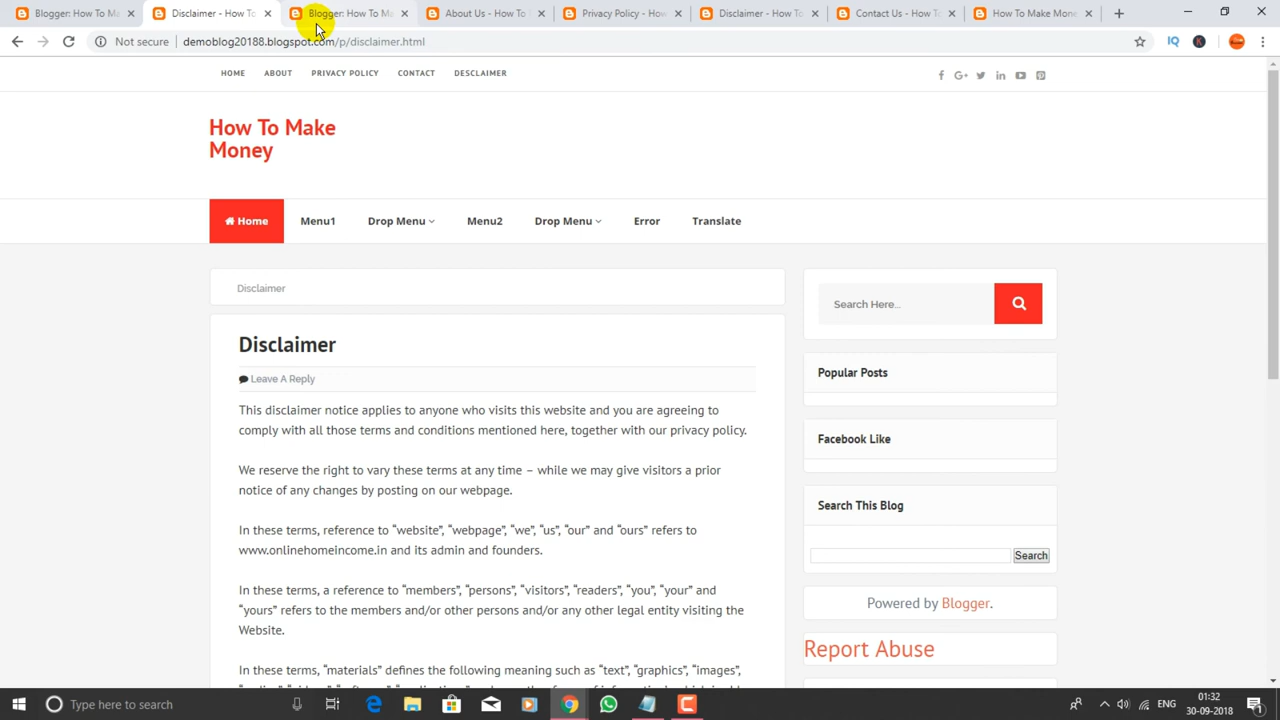 Blogger: How To Ma
Disclaimer - How To
Blogger: How To Ma
About Us - How To
Privacy Policy - How
Disclaimer - How To
Contact Us - How To
How To Make Money
Not secure
demoblog20188.blogspot.com/p/disclaimer.html
IQ
K
HOME
ABOUT
PRIVACY POLICY
CONTACT
DESCLAIMER
How To Make
Money
Home
Menu1
Drop Menu
Menu2
Drop Menu
Error
Translate
Disclaimer
Disclaimer
Leave A Reply
This disclaimer notice applies to anyone who visits this website and you are agreeing to
comply with all those terms and conditions mentioned here, together with our privacy policy.
We reserve the right to vary these terms at any time – while we may give visitors a prior
notice of any changes by posting on our webpage.
In these terms, reference to “website”, “webpage”, “we”, “us”, “our” and “ours” refers to
www.onlinehomeincome.in and its admin and founders.
In these terms, a reference to “members”, “persons”, “visitors”, “readers”, “you”, “your” and
“yours” refers to the members and/or other persons and/or any other legal entity visiting the
Website.
In these terms, “materials” defines the following meaning such as “text”, “graphics”, “images”,
Search Here...
Popular Posts
Facebook Like
Search This Blog
Search
Powered by Blogger.
Report Abuse
Type here to search
ENG
01:32
30-09-2018